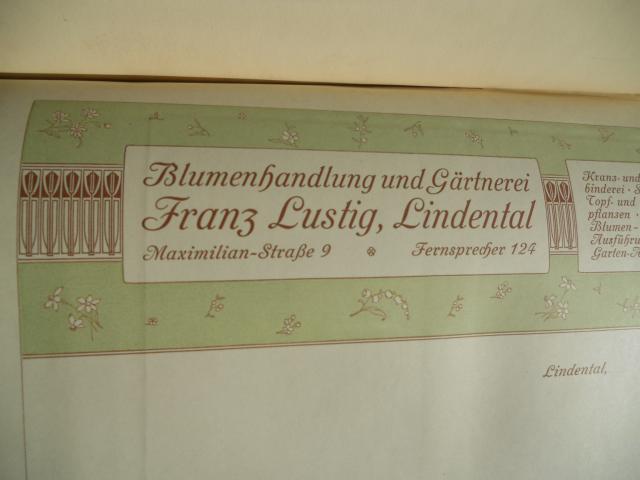 Blumenhandlung und Gärtnerei
Franz Lustig, Lindental
Maximilian-Straße 9 Fernsprecher 124
Kranz- und
binderei ·
Topf- und
pflanzen ·
Blumen-
Garten-
Lindental,